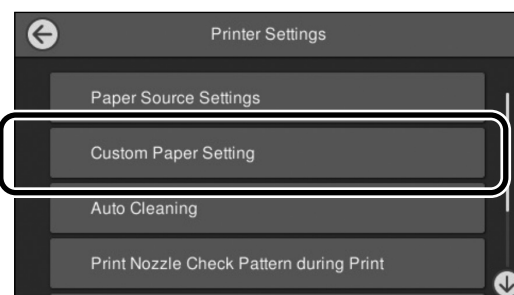 Printer Settings
Paper Source Settings
Custom Paper Setting
Auto Cleaning
Print Nozzle Check Pattern during Print